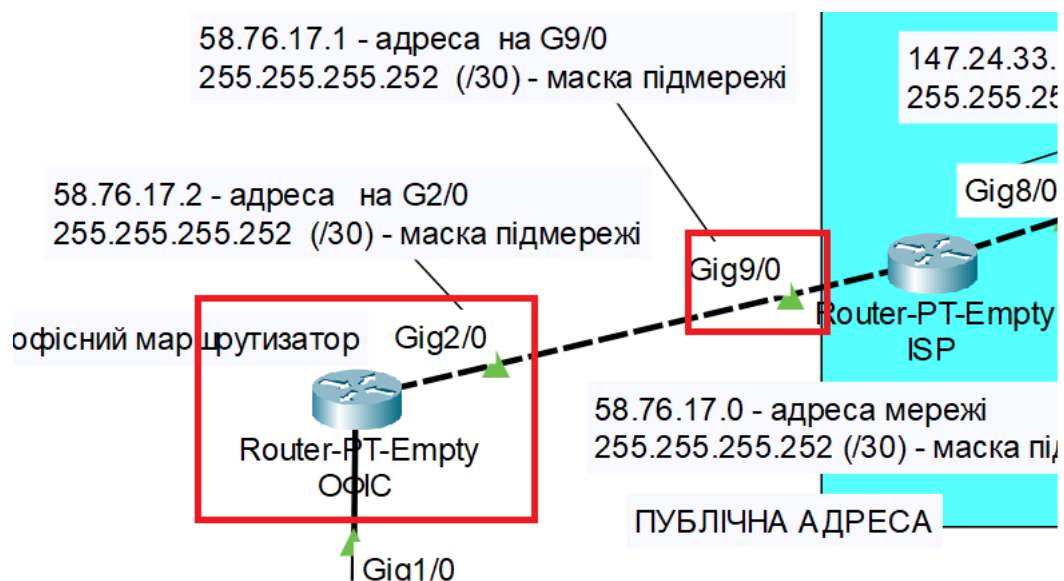 58.76.17.1 - адреса на G9/0
255.255.255.252 (/30) - маска підмережі
147.24.33.
255.255.25
58.76.17.2 - адреса на G2/0
255.255.255.252 (/30) - маска підмережі
Gig8/0
Gig9/0
офісний маршрутизатор
Gig2/0
Router-PT-Empty
ISP
58.76.17.0 - адреса мережі
255.255.255.252 (/30) - маска під
Router-PT-Empty
ОФІС
ПУБЛІЧНА АДРЕСА
Gig1/0